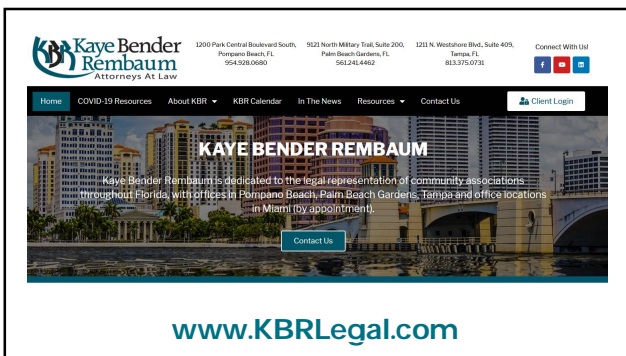 KBR Kaye Bender
Rembaum
Attorneys At Law
1200 Park Central Boulevard South,
Pompano Beach, FL
954.928.0680
9121 North Military Trail, Suite 200,
Palm Beach Gardens, FL
561.241.4462
1211 N. Westshore Blvd., Suite 409,
Tampa, FL
813.375.0731
Connect With Us!
Home COVID-19 Resources About KBR KBR Calendar In The News Resources Contact Us Client Login
KAYE BENDER REMBAUM
Kaye Bender Rembaum is dedicated to the legal representation of community associations
throughout Florida, with offices in Pompano Beach, Palm Beach Gardens, Tampa and office locations
in Miami (by appointment).
Contact Us
www.KBRLegal.com